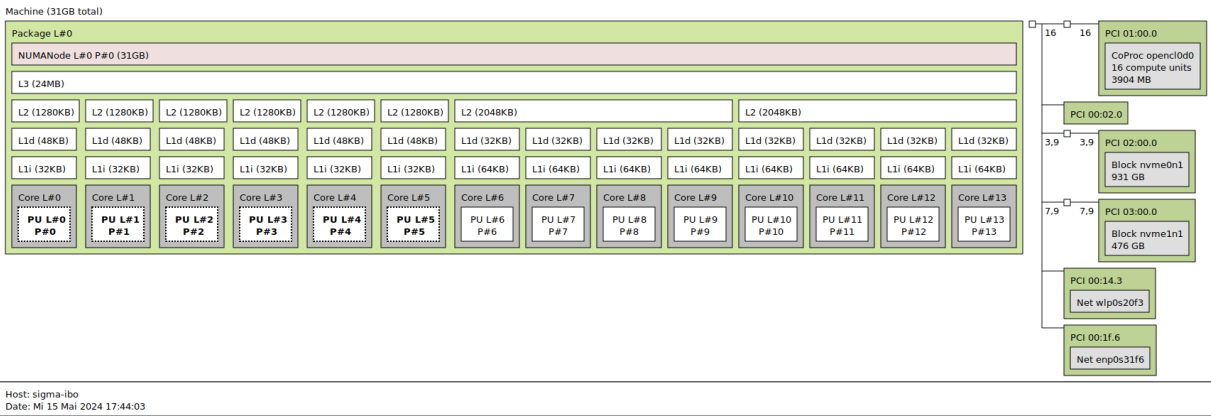 Machine (31GB total)
Package L#0
NUMANode L#0 P#0 (31GB)
L3 (24MB)
L2 (1280KB) L2 (1280KB) L2 (1280KB) L2 (1280KB) L2 (1280KB) L2 (1280KB) L2 (2048KB) L2 (2048KB)
L1d (48KB) L1d (48KB) L1d (48KB) L1d (48KB) L1d (48KB) L1d (48KB) L1d (32KB) L1d (32KB) L1d (32KB) L1d (32KB) L1d (32KB) L1d (32KB) L1d (32KB) L1d (32KB)
L1i (32KB) L1i (32KB) L1i (32KB) L1i (32KB) L1i (32KB) L1i (32KB) L1i (64KB) L1i (64KB) L1i (64KB) L1i (64KB) L1i (64KB) L1i (64KB) L1i (64KB) L1i (64KB)
Core L#0 Core L#1 Core L#2 Core L#3 Core L#4 Core L#5 Core L#6 Core L#7 Core L#8 Core L#9 Core L#10 Core L#11 Core L#12 Core L#13
PU L#0 PU L#1 PU L#2 PU L#3 PU L#4 PU L#5 PU L#6 PU L#7 PU L#8 PU L#9 PU L#10 PU L#11 PU L#12 PU L#13
P#0 P#1 P#2 P#3 P#4 P#5 P#6 P#7 P#8 P#9 P#10 P#11 P#12 P#13
16 16 PCI 01:00.0
CoProc opencl0d0
16 compute units
3904 MB
PCI 00:02.0
3,9 3,9 PCI 02:00.0
Block nvme0n1
931 GB
7,9 7,9 PCI 03:00.0
Block nvme1n1
476 GB
PCI 00:14.3
Net wlp0s20f3
PCI 00:1f.6
Net enp0s31f6
Host: sigma-ibo
Date: Mi 15 Mai 2024 17:44:03